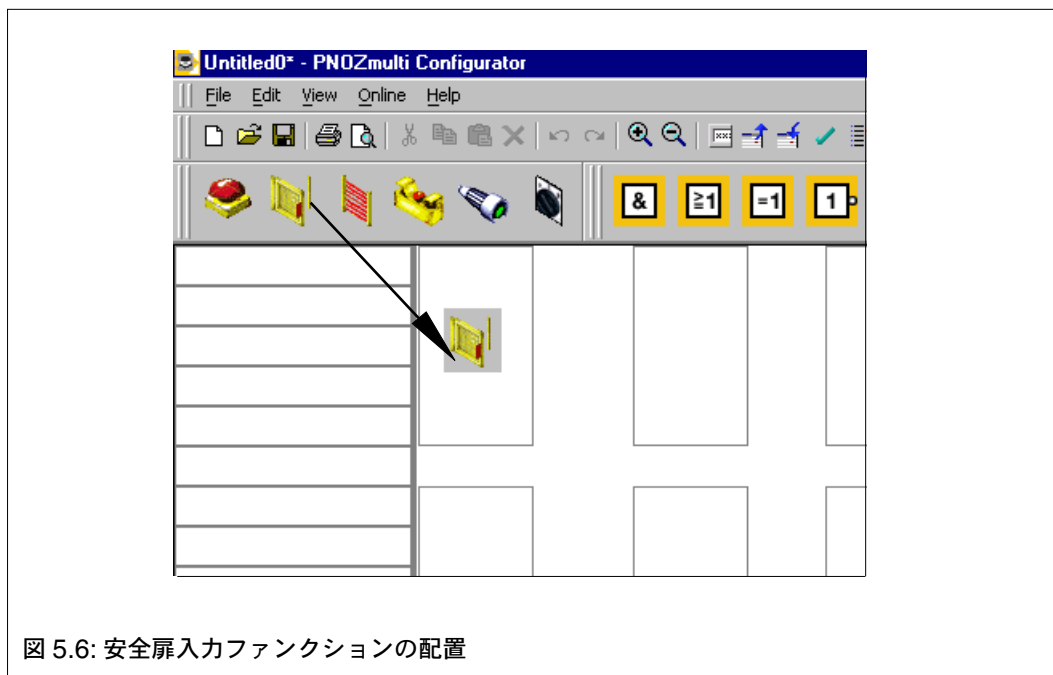 Untitled0* - PNOZmulti Configurator
File Edit View Online Help
& ≧1 =1 1
図 5.6: 安全扉入力ファンクションの配置